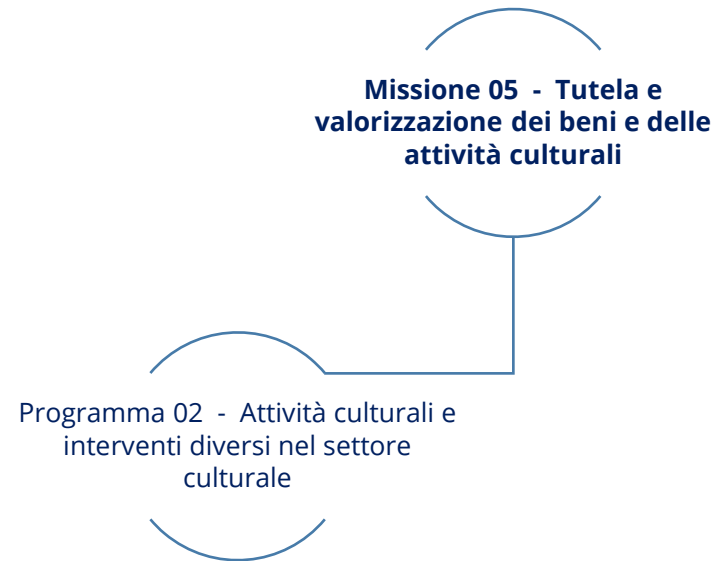 Missione 05 - Tutela e
valorizzazione dei beni e delle
attività culturali
Programma 02 - Attività culturali e
interventi diversi nel settore
culturale